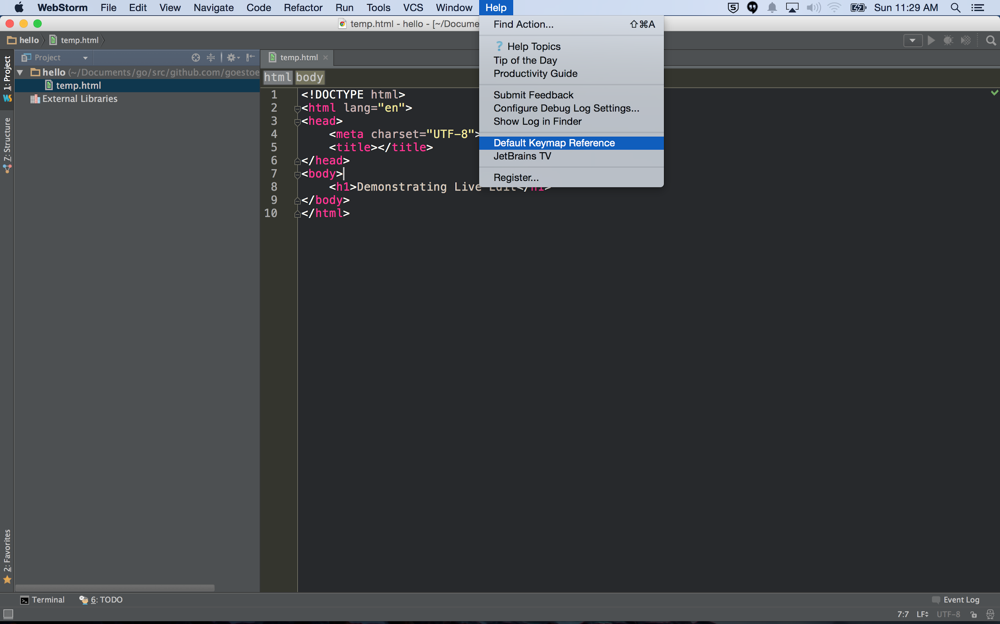 WebStorm File Edit View Navigate Code Refactor Run Tools VCS Window Help Sun 11:29 AM
temp.html - hello - [~/Docume
Find Action... ⇧⌘A
hello temp.html
? Help Topics
Project
temp.html
Tip of the Day
1: Project
hello (~/Documents/go/src/github.com/goestoe
Productivity Guide
html body
temp.html
External Libraries
Submit Feedback
Configure Debug Log Settings...
Show Log in Finder
Default Keymap Reference
JetBrains TV
Register...
WS
7: Structure
1 <!DOCTYPE html>
2 <html lang="en">
3 <head>
4 <meta charset="UTF-8">
5 <title></title>
6 </head>
7 <body>
8 <h1>Demonstrating Live Edit</h1>
9 </body>
10 </html>
2: Favorites
Terminal 6: TODO Event Log
7:7 LF UTF-8